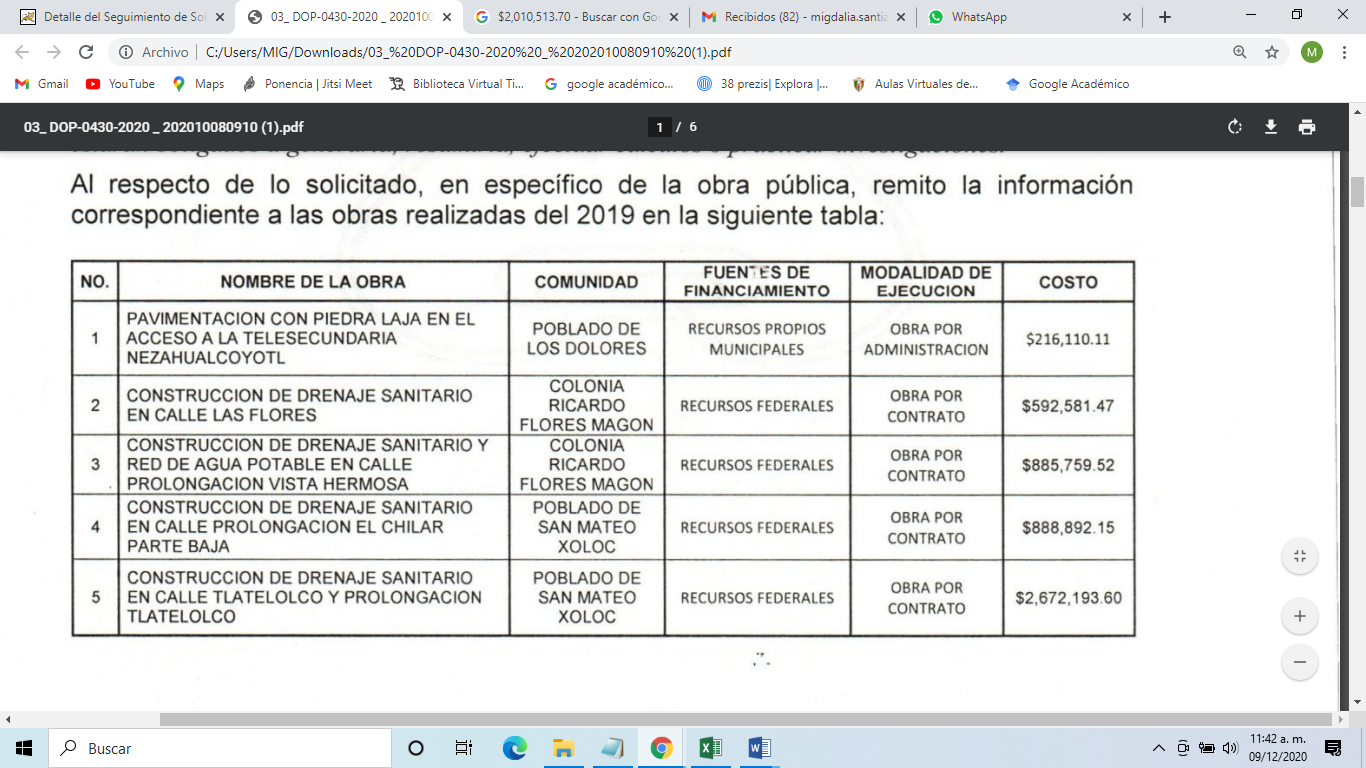 Detalle del Seguimiento de Sol
03_ DOP-0430-2020 _ 2020100
$2,010,513.70 - Buscar con Goo
Recibidos (82) - migdalia.santia
WhatsApp
Archivo
C:/Users/MIG/Downloads/03_%20DOP-0430-2020%20_%20202010080910%20(1).pdf
M
Gmail
YouTube
Maps
Ponencia | Jitsi Meet
Biblioteca Virtual Ti...
google académico...
38 prezis| Explora |...
Aulas Virtuales de...
Google Académico
03_ DOP-0430-2020 _ 202010080910 (1).pdf
1 / 6
Al respecto de lo solicitado, en específico de la obra pública, remito la información
correspondiente a las obras realizadas del 2019 en la siguiente tabla:
NO.
NOMBRE DE LA OBRA
COMUNIDAD
FUENTES DE
FINANCIAMIENTO
MODALIDAD DE
EJECUCION
COSTO
1
PAVIMENTACION CON PIEDRA LAJA EN EL
ACCESO A LA TELESECUNDARIA
NEZAHUALCOYOTL
POBLADO DE
LOS DOLORES
RECURSOS PROPIOS
MUNICIPALES
OBRA POR
ADMINISTRACION
$216,110.11
2
CONSTRUCCION DE DRENAJE SANITARIO
EN CALLE LAS FLORES
COLONIA
RICARDO
FLORES MAGON
RECURSOS FEDERALES
OBRA POR
CONTRATO
$592,581.47
3
CONSTRUCCION DE DRENAJE SANITARIO Y
RED DE AGUA POTABLE EN CALLE
PROLONGACION VISTA HERMOSA
COLONIA
RICARDO
FLORES MAGON
RECURSOS FEDERALES
OBRA POR
CONTRATO
$885,759.52
4
CONSTRUCCION DE DRENAJE SANITARIO
EN CALLE PROLONGACION EL CHILAR
PARTE BAJA
POBLADO DE
SAN MATEO
XOLOC
RECURSOS FEDERALES
OBRA POR
CONTRATO
$888,892.15
5
CONSTRUCCION DE DRENAJE SANITARIO
EN CALLE TLATELOLCO Y PROLONGACION
TLATELOLCO
POBLADO DE
SAN MATEO
XOLOC
RECURSOS FEDERALES
OBRA POR
CONTRATO
$2,672,193.60
Buscar
11:42 a. m.
09/12/2020